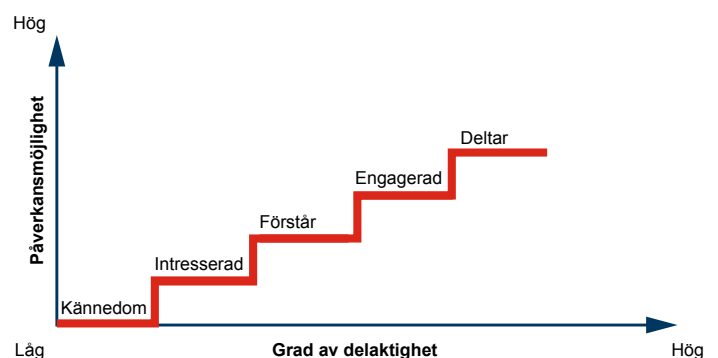 Hög
Påverkansmöjlighet
Deltar
Engagerad
Förstår
Intresserad
Kännedom
Låg
Grad av delaktighet
Hög